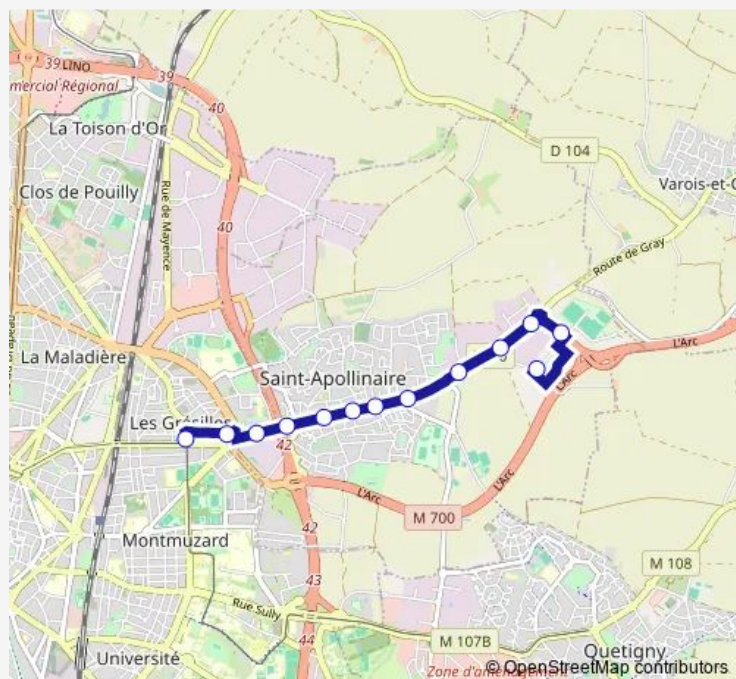 39
LINO
39
mercial Régional
40
La Toison d'Or
D 104
Varois-et-C
Clos de Pouilly
Rue de Mayence
40
Route de Gray
La Maladière
L'Arc
L'Arc
Saint-Apollinaire
Les Grésilles
42
L'Arc
M 700
42
Montmuzard
M 108
43
Rue Sully
M 107B
44
Quetigny
Université
Zone d'aménagement
© OpenStreetMap contributors